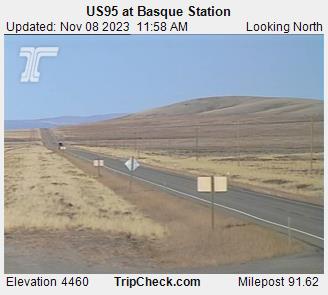 US95 at Basque Station
Updated: Nov 08 2023 11:58 AM Looking North
Elevation 4460 TripCheck.com Milepost 91.62